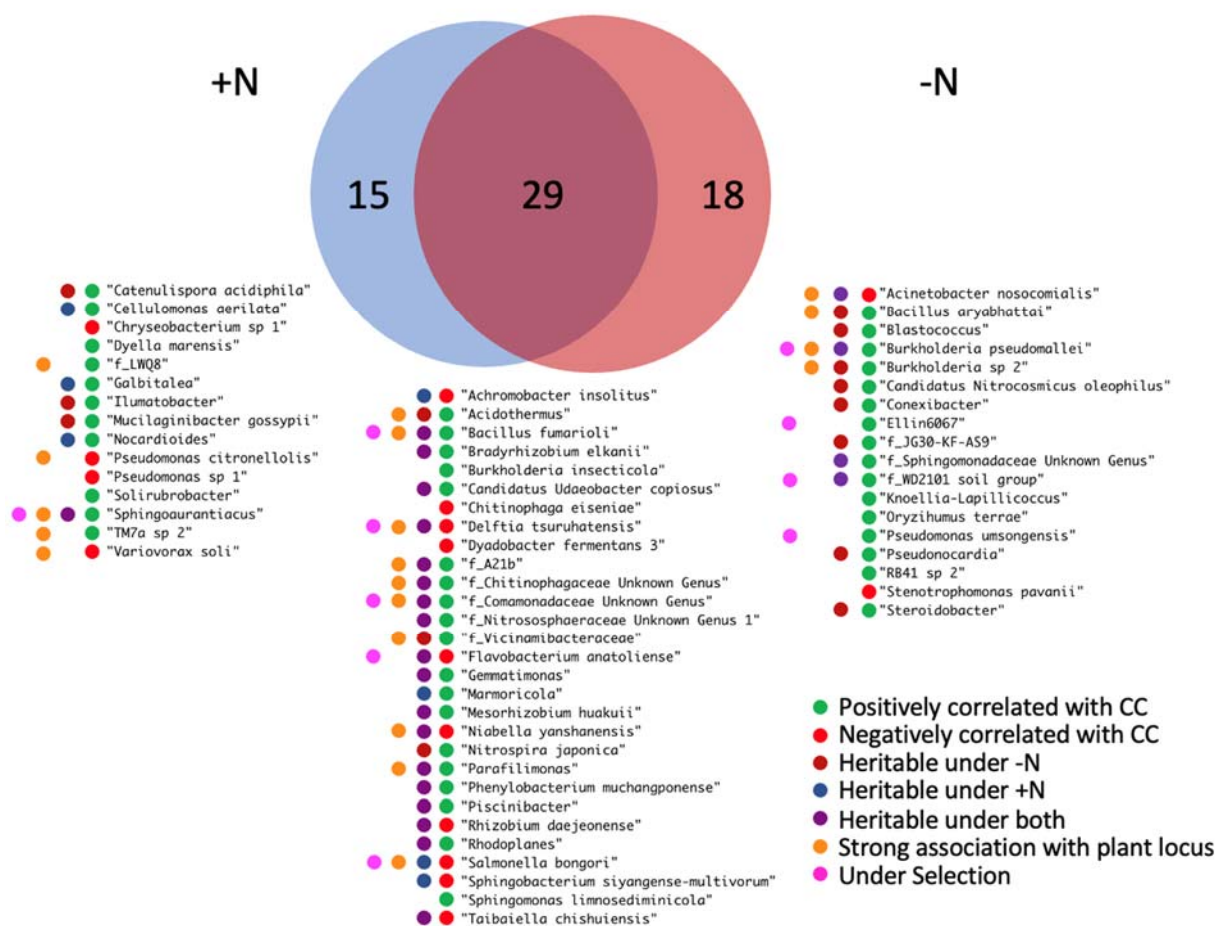 +N
-N
15
29
18
"Catenulispora acidiphila"
"Cellulomonas aerilata"
"Chryseobacterium sp 1"
"Dyella marensis"
"f_LWQ8"
"Galbitalea"
"Ilumatobacter"
"Mucilaginibacter gossypii"
"Nocardioides"
"Pseudomonas citronellolis"
"Pseudomonas sp 1"
"Solirubrobacter"
"Sphingoaurantiacus"
"TM7a sp 2"
"Variovorax soli"
"Achromobacter insolitus"
"Acidothermus"
"Bacillus fumarioli"
"Bradyrhizobium elkanii"
"Burkholderia insecticola"
"Candidatus Udaeobacter copiosus"
"Chitinophaga eiseniae"
"Delftia tsuruhatensis"
"Dyadobacter fermentans 3"
"f_A21b"
"f_Chitinophagaceae Unknown Genus"
"f_Comamonadaceae Unknown Genus"
"f_Nitrososphaeraceae Unknown Genus 1"
"f_Vicinamibacteraceae"
"Flavobacterium anatoliense"
"Gemmatimonas"
"Marmoricola"
"Mesorhizobium huakuii"
"Niabella yanshanensis"
"Nitrospira japonica"
"Parafilimonas"
"Phenylobacterium muchangponense"
"Piscinibacter"
"Rhizobium daejeonense"
"Rhodoplanes"
"Salmonella bongori"
"Sphingobacterium siyangense-multivorum"
"Sphingomonas limnosediminicola"
"Taibaiella chishuiensis"
"Acinetobacter nosocomialis"
"Bacillus aryabhattai"
"Blastococcus"
"Burkholderia pseudomallei"
"Burkholderia sp 2"
"Candidatus Nitrocosmicus oleophilus"
"Conexibacter"
"Ellin6067"
"f_JG30-KF-AS9"
"f_Sphingomonadaceae Unknown Genus"
"f_WD2101 soil group"
"Knoellia-Lapillicoccus"
"Oryzihumus terrae"
"Pseudomonas umsongensis"
"Pseudonocardia"
"RB41 sp 2"
"Stenotrophomonas pavanii"
"Steroidobacter"
Positively correlated with CC
Negatively correlated with CC
Heritable under -N
Heritable under +N
Heritable under both
Strong association with plant locus
Under Selection